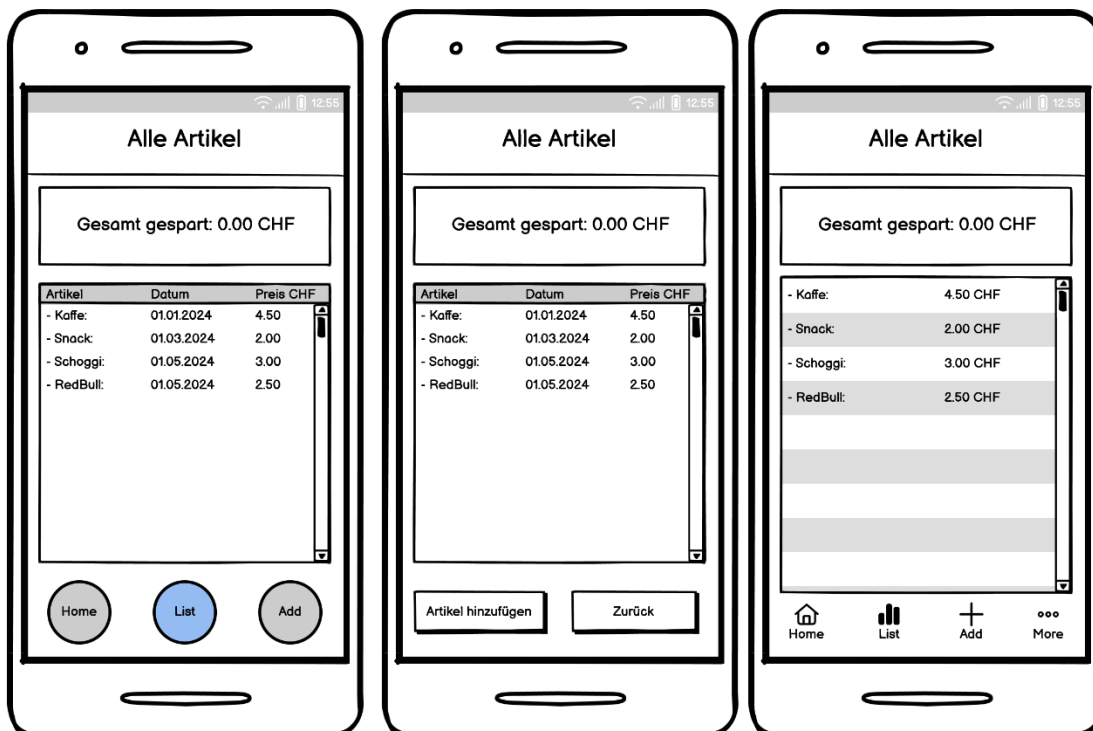 12:55
Alle Artikel
Gesamt gespart: 0.00 CHF
Artikel Datum Preis CHF
- Kaffe: 01.01.2024 4.50
- Snack: 01.03.2024 2.00
- Schoggi: 01.05.2024 3.00
- RedBull: 01.05.2024 2.50
Home List Add
12:55
Alle Artikel
Gesamt gespart: 0.00 CHF
Artikel Datum Preis CHF
- Kaffe: 01.01.2024 4.50
- Snack: 01.03.2024 2.00
- Schoggi: 01.05.2024 3.00
- RedBull: 01.05.2024 2.50
Artikel hinzufügen Zurück
12:55
Alle Artikel
Gesamt gespart: 0.00 CHF
- Kaffe: 4.50 CHF
- Snack: 2.00 CHF
- Schoggi: 3.00 CHF
- RedBull: 2.50 CHF
Home List Add More